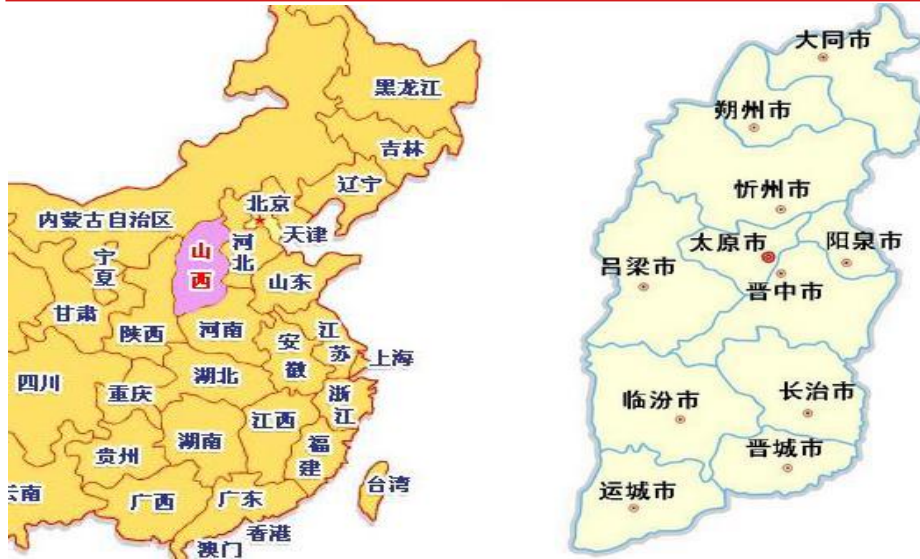 黑龙江
吉林
辽宁
北京
内蒙古自治区
天津
河北
山西
宁夏
山东
甘肃
陕西
河南
江苏
安徽
上海
四川
重庆
湖北
浙江
江西
湖南
贵州
福建
云南
广西
广东
台湾
香港
澳门
大同市
朔州市
忻州市
太原市
阳泉市
吕梁市
晋中市
临汾市
长治市
晋城市
运城市